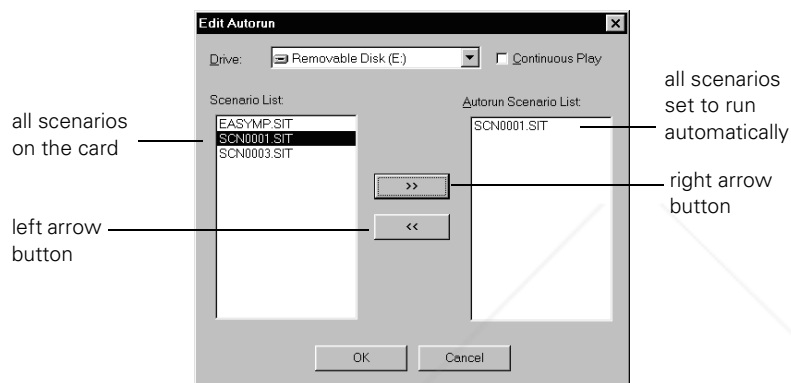 Edit Autorun
Drive:
Removable Disk (E:)
Continuous Play
Scenario List:
Autorun Scenario List:
EASYMP.SIT
SCN0001.SIT
SCN0003.SIT
SCN0001.SIT
>>
<<
OK
Cancel
all scenarios
on the card
left arrow
button
all scenarios
set to run
automatically
right arrow
button